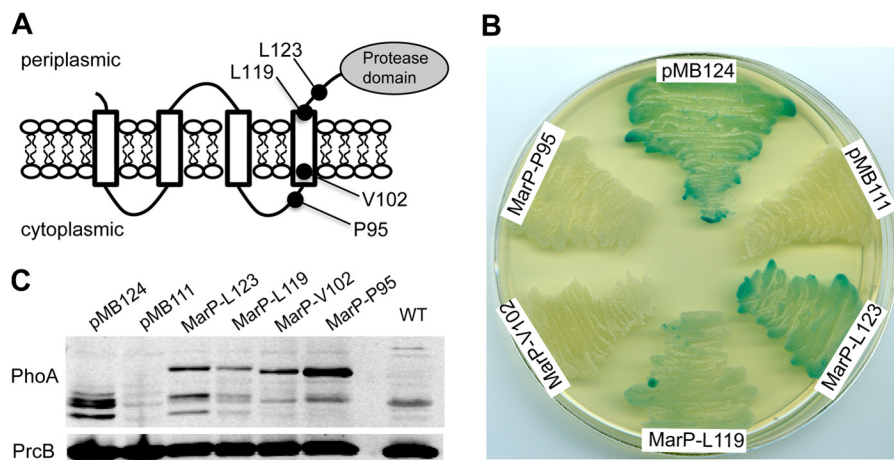 A
periplasmic
L123
L119
Protease
domain
V102
P95
cytoplasmic
B
pMB124
pMB111
MarP-L123
MarP-L119
MarP-V102
MarP-P95
C
pMB124
pMB111
MarP-L123
MarP-L119
MarP-V102
MarP-P95
WT
PhoA
PrcB